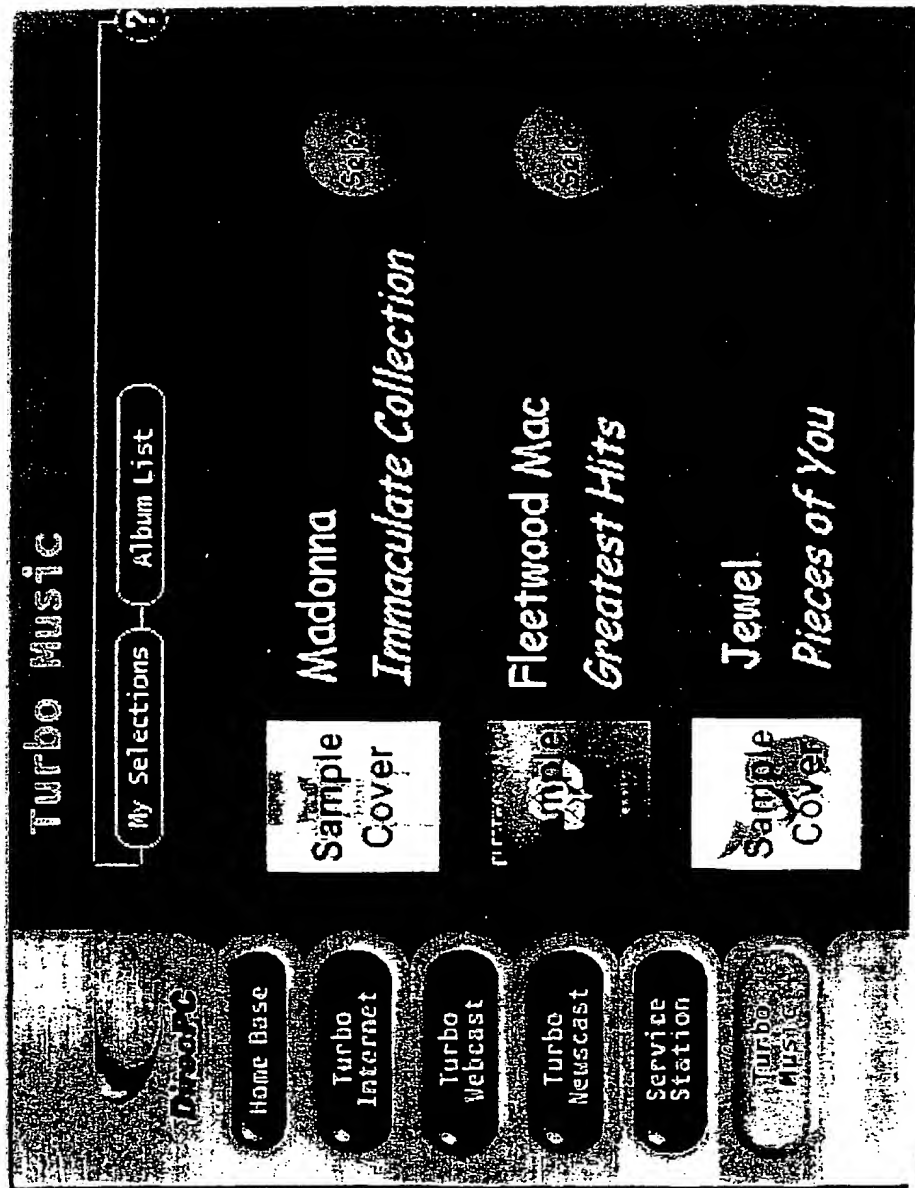 Turbo Music
?
My Selections
Album List
DirecPC
Home Base
Turbo
Internet
Turbo
Webcast
Turbo
Newscast
Service
Station
Turbo
Music
Sample
Cover
Madonna
Immaculate Collection
Fleetwood Mac
Greatest Hits
Sample
Cover
Jewel
Pieces of You